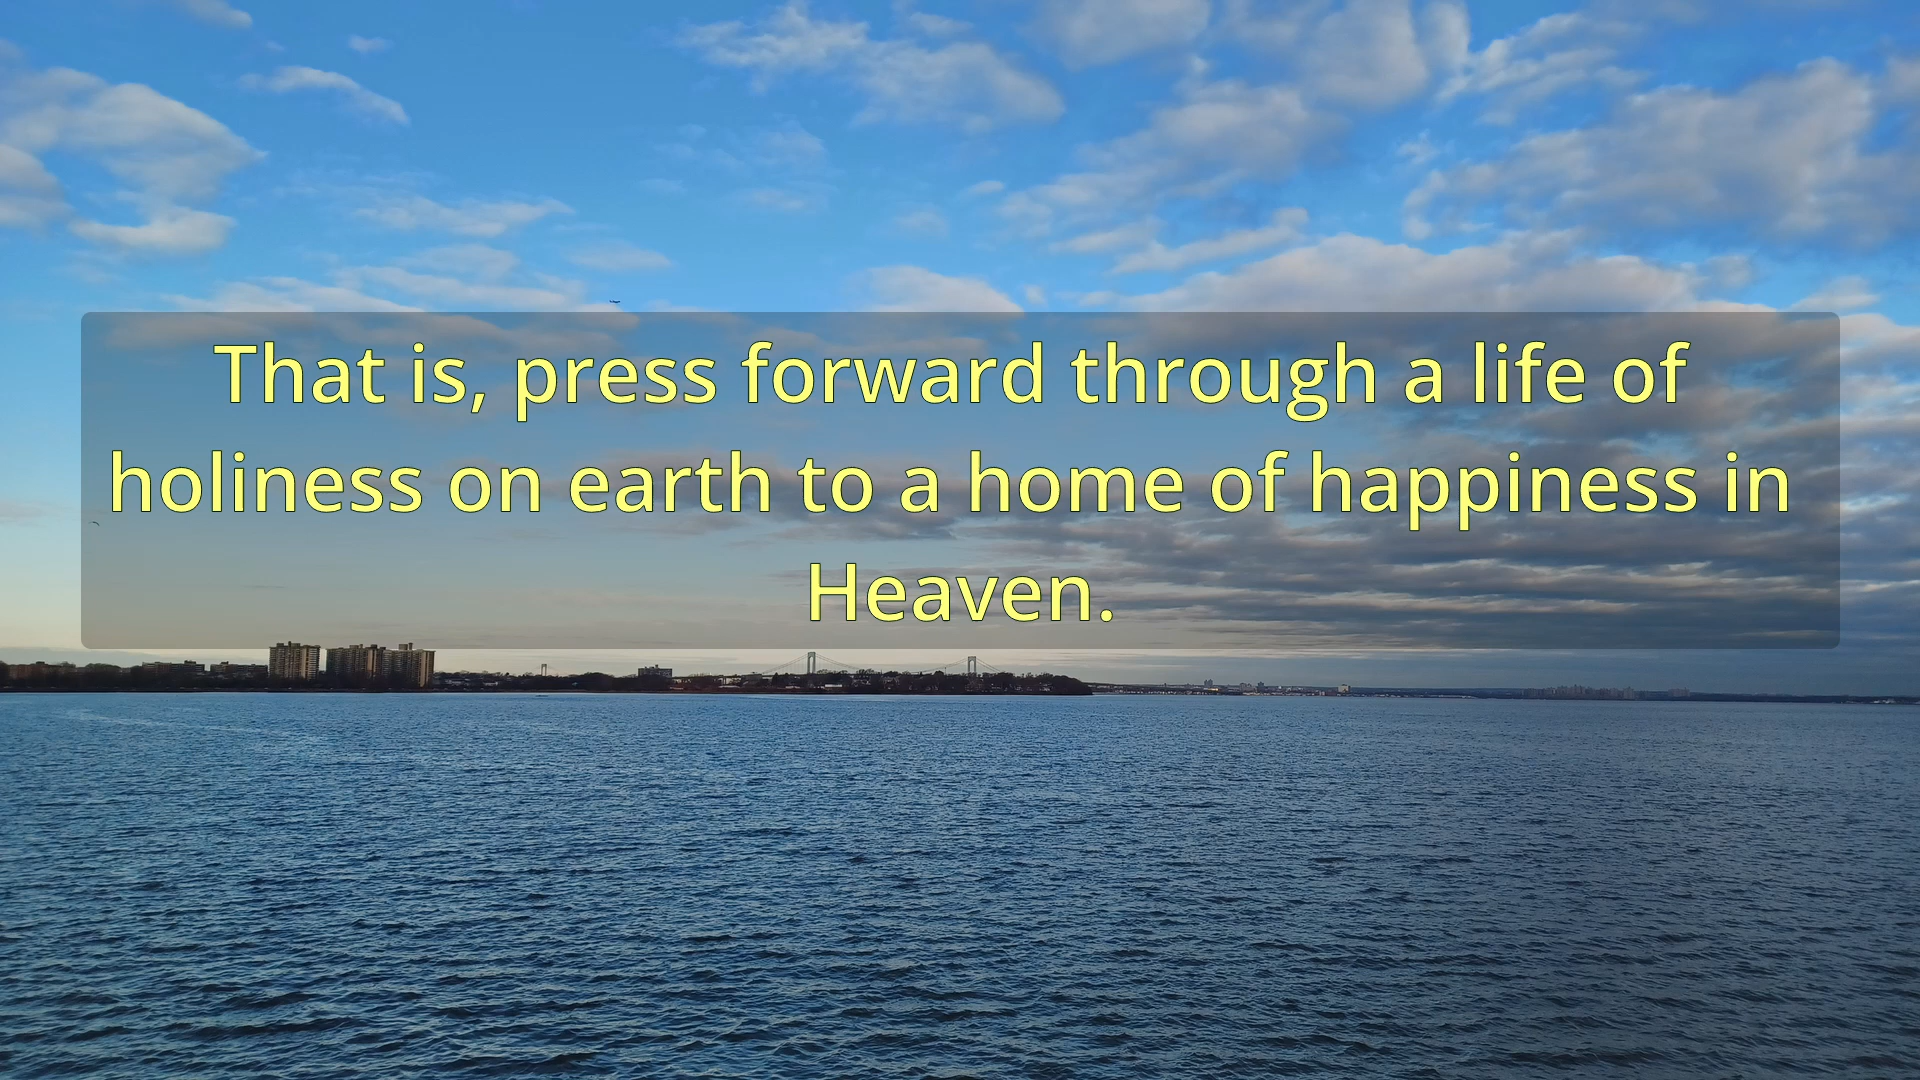 That is, press forward through a life of
holiness on earth to a home of happiness in
Heaven.